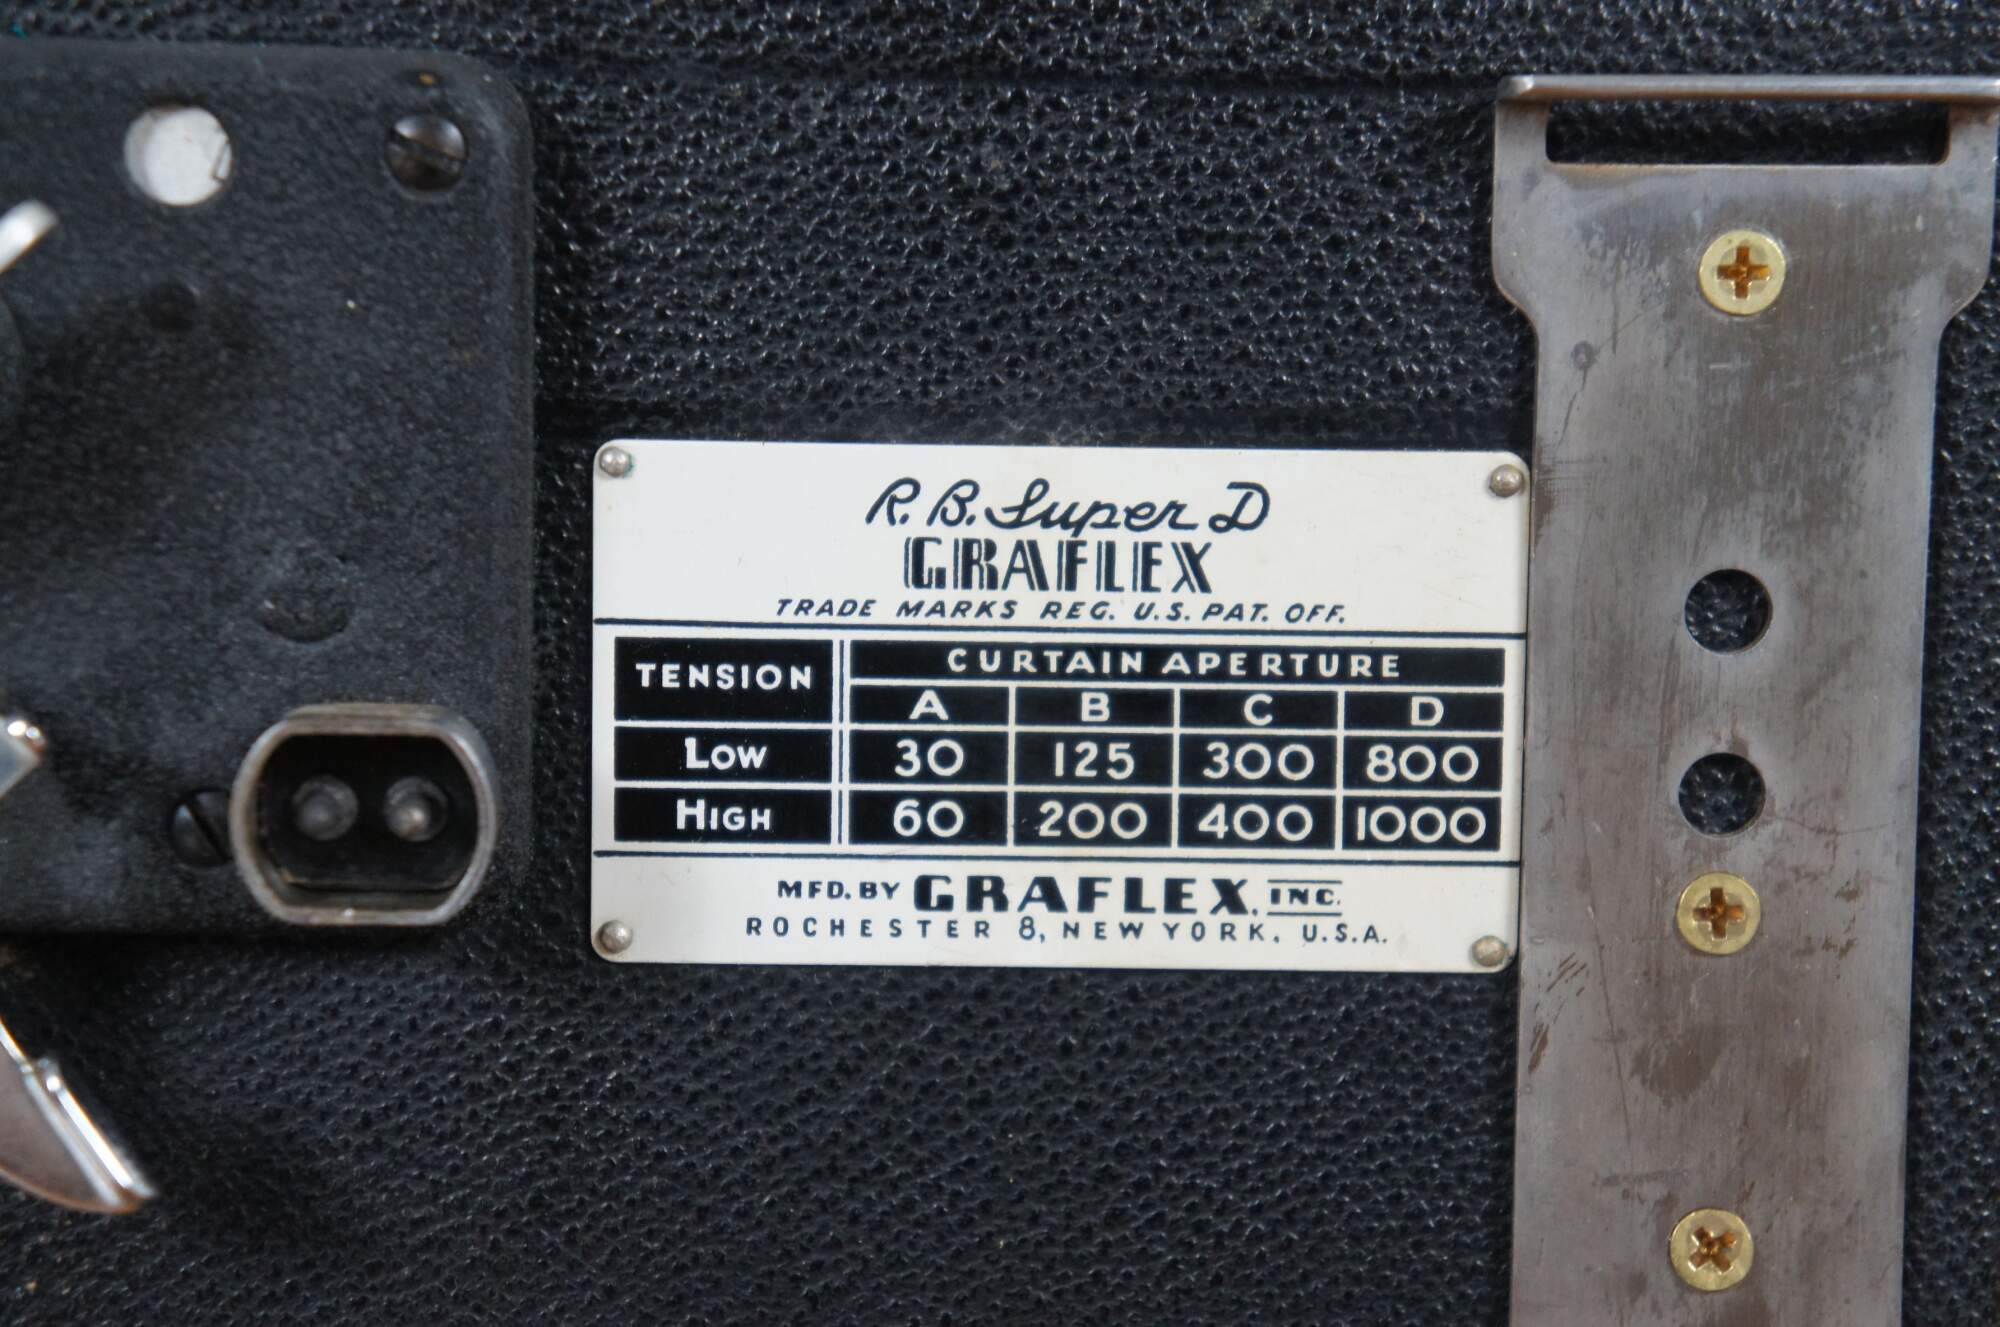 R. B. Super D
GRAFLEX
TRADE MARKS REG. U.S. PAT. OFF.
TENSION CURTAIN APERTURE
A B C D
LOW 30 125 300 800
HIGH 60 200 400 1000
MFD. BY GRAFLEX, INC.
ROCHESTER 8, NEW YORK, U.S.A.